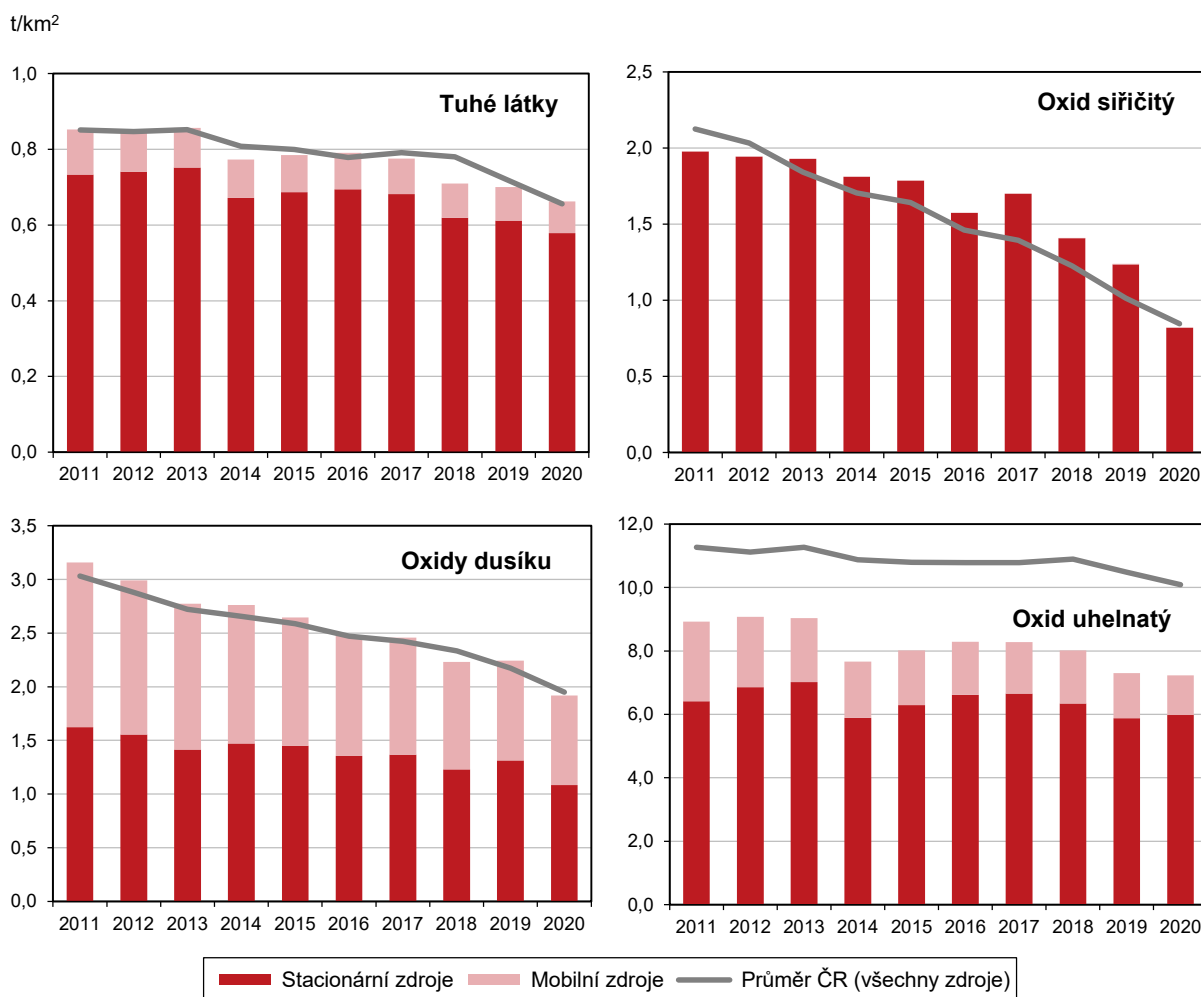 t/km²
1,0
0,8
0,6
0,4
0,2
0,0
Tuhé látky
2011 2012 2013 2014 2015 2016 2017 2018 2019 2020
2,5
2,0
1,5
1,0
0,5
0,0
Oxid siřičitý
2011 2012 2013 2014 2015 2016 2017 2018 2019 2020
3,5
3,0
2,5
2,0
1,5
1,0
0,5
0,0
Oxidy dusíku
2011 2012 2013 2014 2015 2016 2017 2018 2019 2020
12,0
10,0
8,0
6,0
4,0
2,0
0,0
Oxid uhelnatý
2011 2012 2013 2014 2015 2016 2017 2018 2019 2020
Stacionární zdroje Mobilní zdroje Průměr ČR (všechny zdroje)